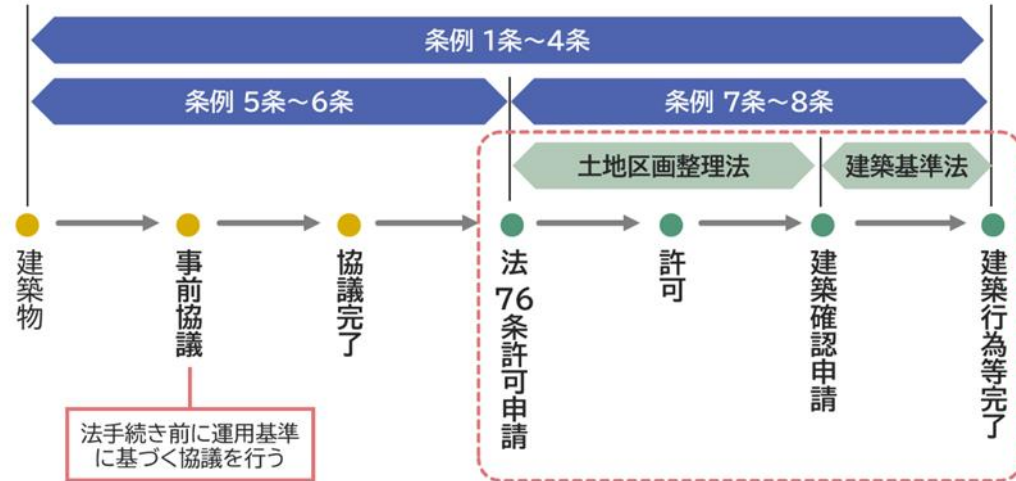 条例 1条～4条
条例 5条～6条
条例 7条～8条
土地区画整理法
建築基準法
建築物
事前協議
協議完了
法76条許可申請
許可
建築確認申請
建築行為等完了
法手続き前に運用基準
に基づく協議を行う